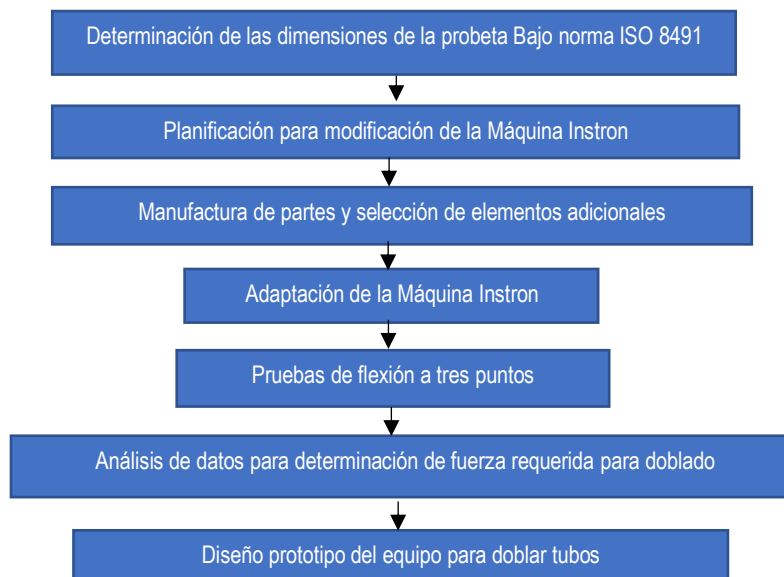 Determinación de las dimensiones de la probeta Bajo norma ISO 8491
Planificación para modificación de la Máquina Instron
Manufactura de partes y selección de elementos adicionales
Adaptación de la Máquina Instron
Pruebas de flexión a tres puntos
Análisis de datos para determinación de fuerza requerida para doblado
Diseño prototipo del equipo para doblar tubos